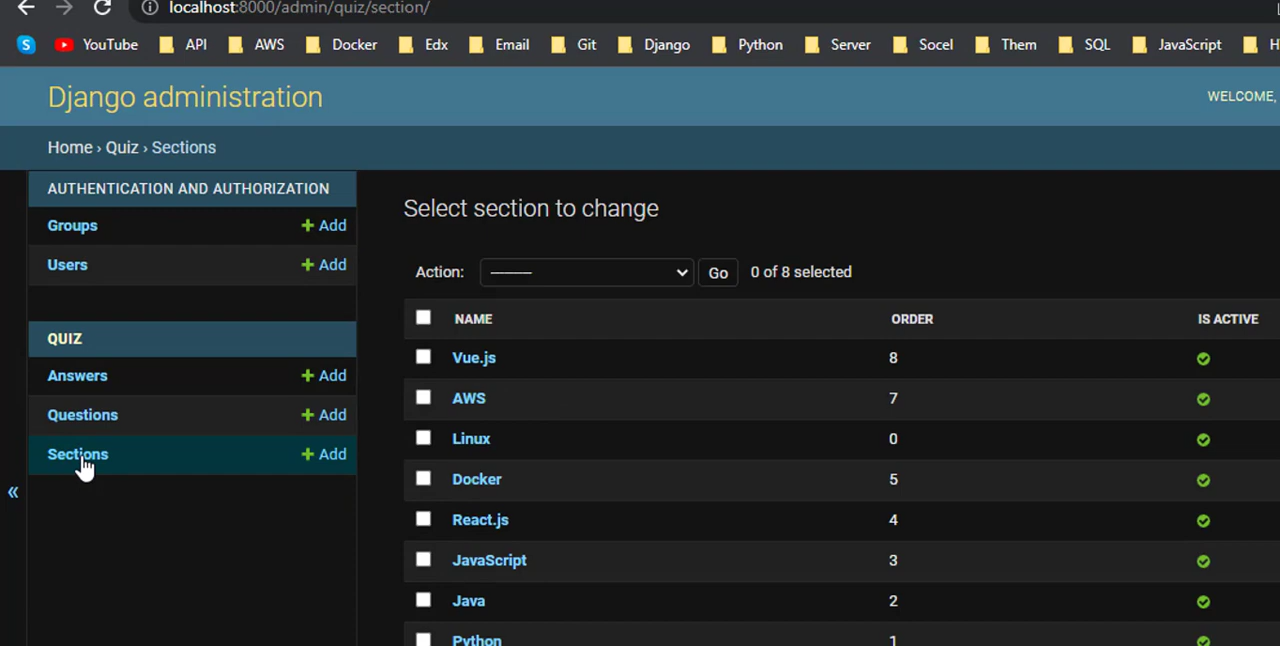 localhost:8000/admin/quiz/section/
YouTube API AWS Docker Edx Email Git Django Python Server Socel Them SQL JavaScript H
Django administration
WELCOME,
Home › Quiz › Sections
AUTHENTICATION AND AUTHORIZATION
Groups + Add
Users + Add
QUIZ
Answers + Add
Questions + Add
Sections + Add
«
Select section to change
Action: --------- Go 0 of 8 selected
NAME ORDER IS ACTIVE
Vue.js 8
AWS 7
Linux 0
Docker 5
React.js 4
JavaScript 3
Java 2
Python 1